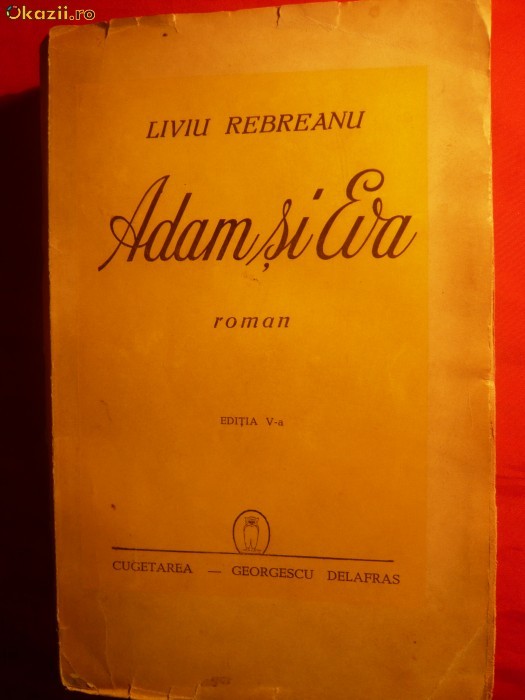 Okazii.ro
LIVIU REBREANU
Adam și Eva
roman
EDIȚIA V-a
CUGETAREA — GEORGESCU DELAFRAS